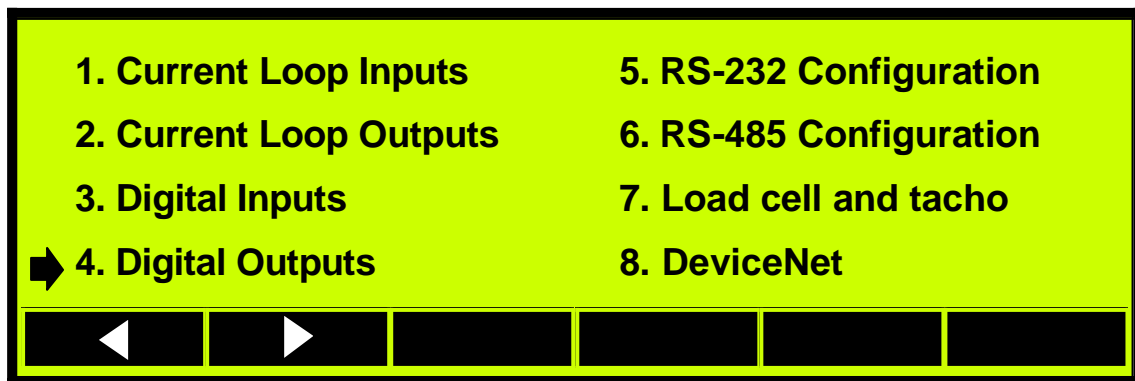 1. Current Loop Inputs
2. Current Loop Outputs
3. Digital Inputs
4. Digital Outputs
5. RS-232 Configuration
6. RS-485 Configuration
7. Load cell and tacho
8. DeviceNet